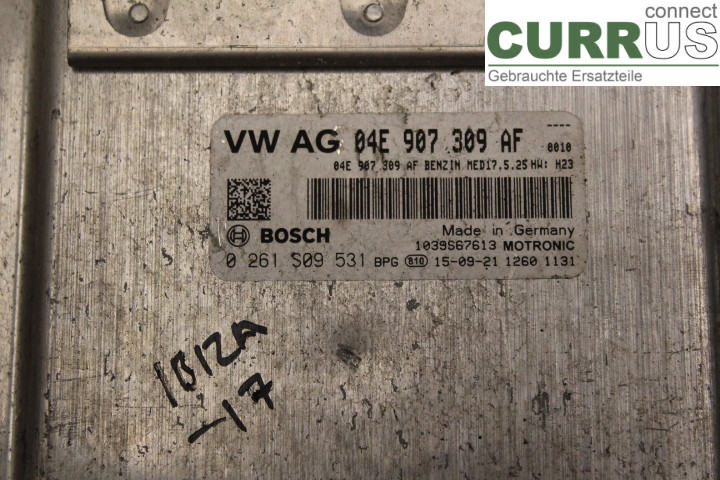 connect
CURRUS
Gebrauchte Ersatzteile
----
VW AG 04E 907 309 AF 0010
04E 907 309 AF BENZIN MED17.5.25 HW: H23
BOSCH
Made in Germany
1039S67613 MOTRONIC
0 261 S09 531 BPG 810 15-09-21 1260 1131
IBIZA
-17